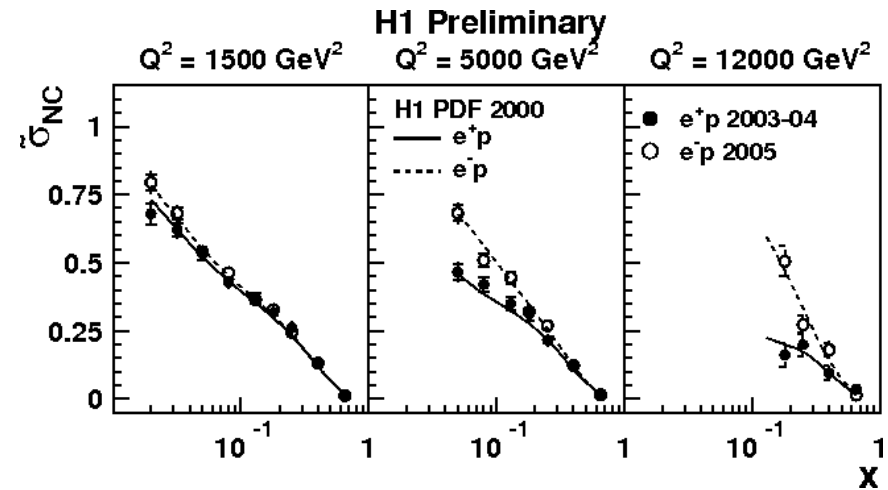 H1 Preliminary
Q² = 1500 GeV²
Q² = 5000 GeV²
Q² = 12000 GeV²
σ̃NC
1
0.75
0.5
0.25
0
H1 PDF 2000
e⁺p
e⁻p
e⁺p 2003-04
e⁻p 2005
10⁻¹
1
10⁻¹
1
10⁻¹
1
x